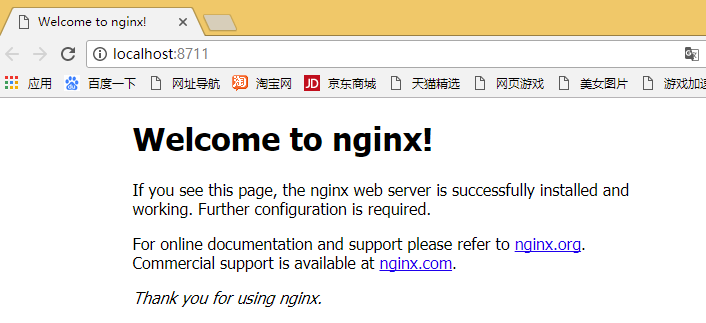 Welcome to nginx!
localhost:8711
应用 百度一下 网址导航 淘宝网 JD 京东商城 天猫精选 网页游戏 美女图片 游戏加速
Welcome to nginx!
If you see this page, the nginx web server is successfully installed and
working. Further configuration is required.
For online documentation and support please refer to nginx.org.
Commercial support is available at nginx.com.
Thank you for using nginx.